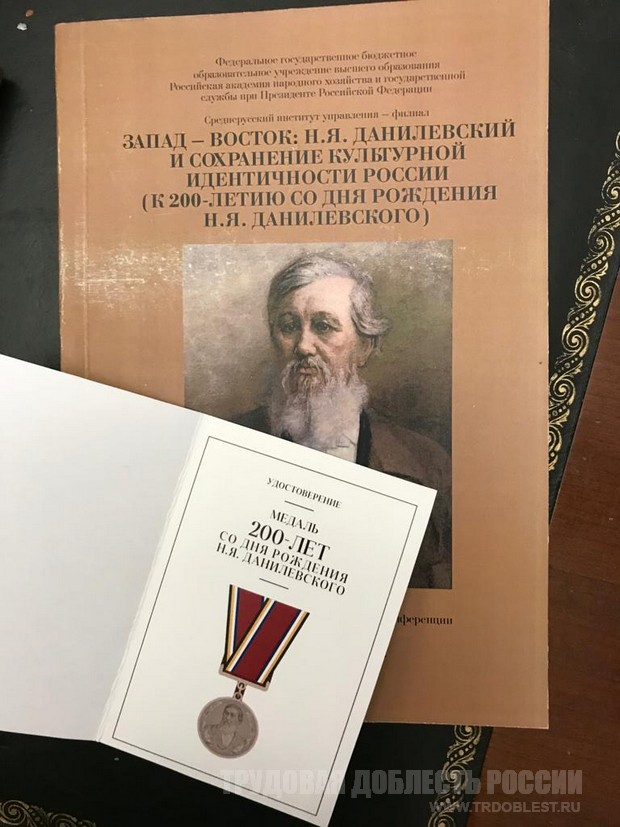 Федеральное государственное бюджетное
образовательное учреждение высшего образования
Российская академия народного хозяйства и государственной
службы при Президенте Российской Федерации
Среднерусский институт управления – филиал
ЗАПАД – ВОСТОК: Н.Я. ДАНИЛЕВСКИЙ
И СОХРАНЕНИЕ КУЛЬТУРНОЙ
ИДЕНТИЧНОСТИ РОССИИ
(К 200-ЛЕТИЮ СО ДНЯ РОЖДЕНИЯ
Н.Я. ДАНИЛЕВСКОГО)
УДОСТОВЕРЕНИЕ
МЕДАЛЬ
200-ЛЕТ
СО ДНЯ РОЖДЕНИЯ
Н.Я. ДАНИЛЕВСКОГО
ТРУДОВАЯ ДОБЛЕСТЬ РОССИИ
WWW.TRDOBLEST.RU